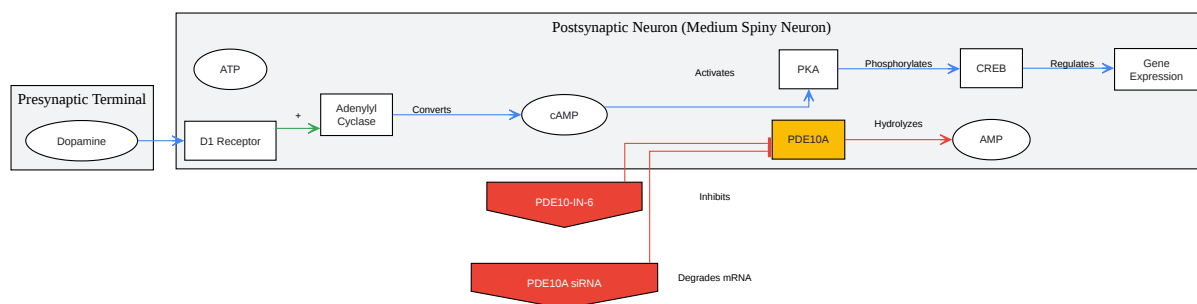 Postsynaptic Neuron (Medium Spiny Neuron)
ATP
Activates
PKA
Phosphorylates
CREB
Regulates
Gene
Expression
Presynaptic Terminal
Dopamine
D1 Receptor
+
Adenylyl
Cyclase
Converts
cAMP
PDE10A
Hydrolyzes
AMP
PDE10-IN-6
Inhibits
PDE10A siRNA
Degrades mRNA